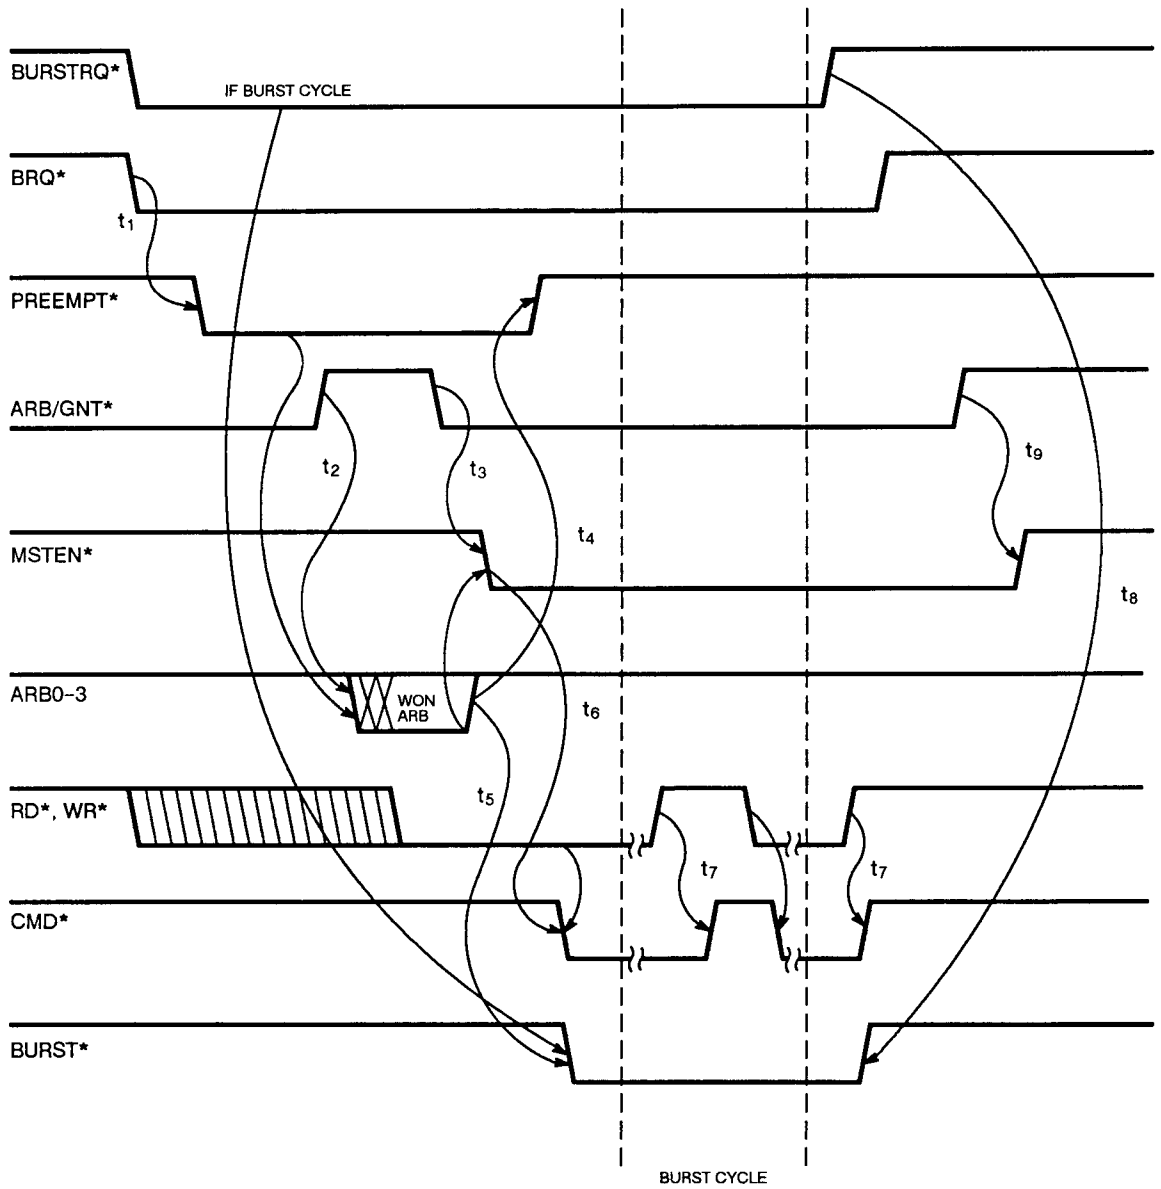 BURSTRQ*
IF BURST CYCLE
BRQ*
t1
PREEMPT*
ARB/GNT*
t2
t3
t9
t4
MSTEN*
t8
ARB0-3
WON
ARB
t6
t5
RD*, WR*
t7
t7
CMD*
BURST*
BURST CYCLE